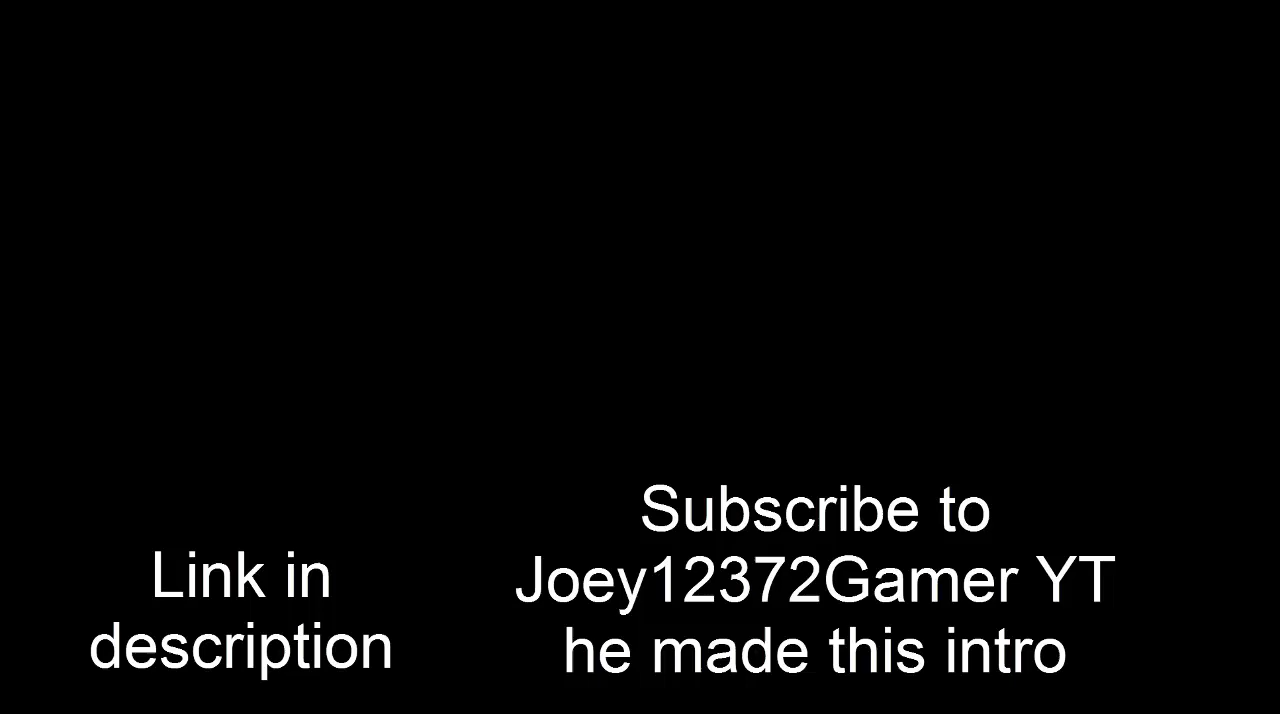 Link in
description
Subscribe to
Joey12372Gamer YT
he made this intro